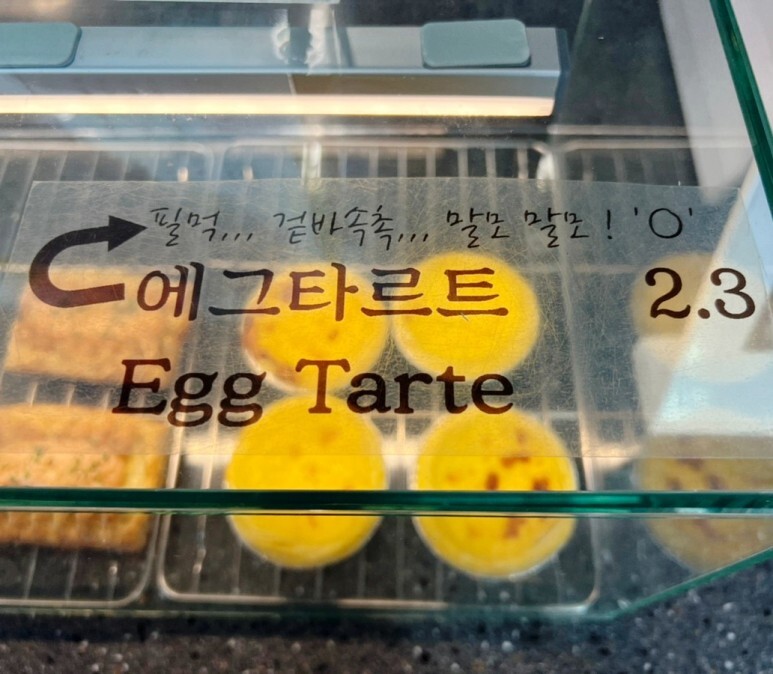 필먹,,, 겉바속촉,,, 말모 말모! 'O'
에그타르트 2.3
Egg Tarte